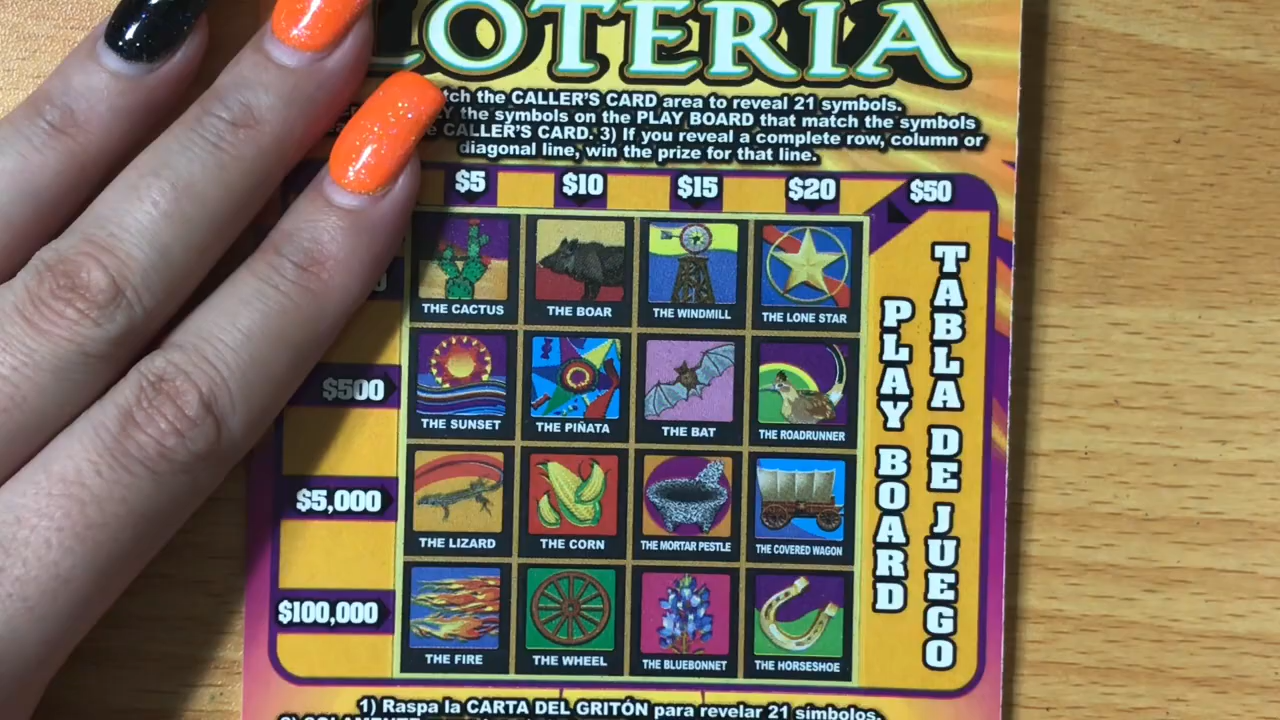 LOTERIA
the CALLER'S CARD area to reveal 21 symbols.
the symbols on the PLAY BOARD that match the symbols
CALLER'S CARD. 3) If you reveal a complete row, column or
diagonal line, win the prize for that line.
$5 $10 $15 $20 $50
THE CACTUS THE BOAR THE WINDMILL THE LONE STAR
$500
THE SUNSET THE PIÑATA THE BAT THE ROADRUNNER
$5,000
THE LIZARD THE CORN THE MORTAR PESTLE THE COVERED WAGON
$100,000
THE FIRE THE WHEEL THE BLUEBONNET THE HORSESHOE
TABLA DE JUEGO
PLAY BOARD
1) Raspa la CARTA DEL GRITÓN para revelar 21 símbolos.